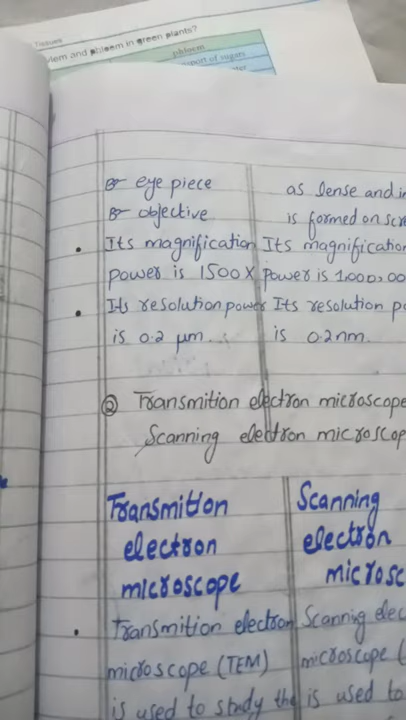 Tissues
and phloem in green plants?
phloem
sport of sugars
eye piece
as lense and
objective
is formed on
Its magnification Its magnification
power is 1500X power is 1,000,00
Its resolution power Its resolution
is 0.2 μm. is 0.2nm.
② Transmition electron microscope
Scanning electron microscop
Transmition Scanning
electron electron
microscope microsc
Transmition electron Scanning elec
microscope (TEM) microscope (
is used to study the is used to